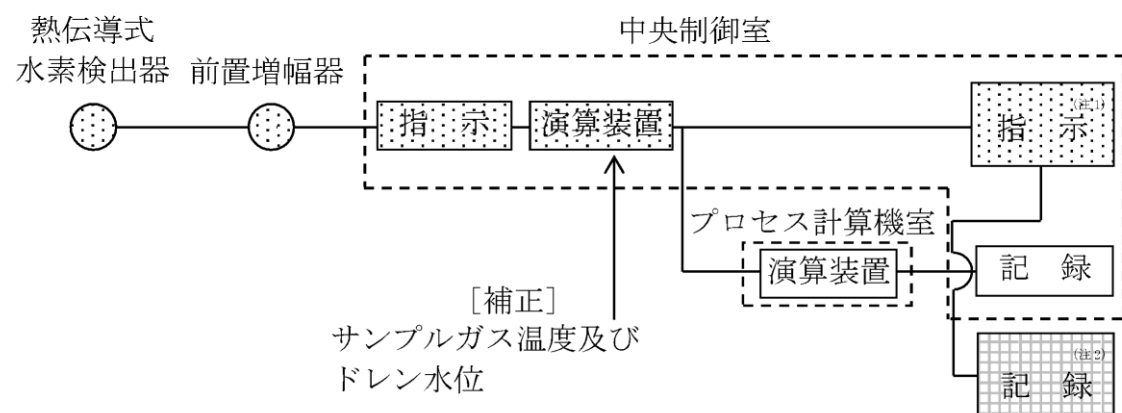 熱伝導式
水素検出器
前置増幅器
中央制御室
指 示
演算装置
(注1)
指 示
プロセス計算機室
演算装置
記 録
[補正]
サンプルガス温度及び
ドレン水位
(注2)
記 録